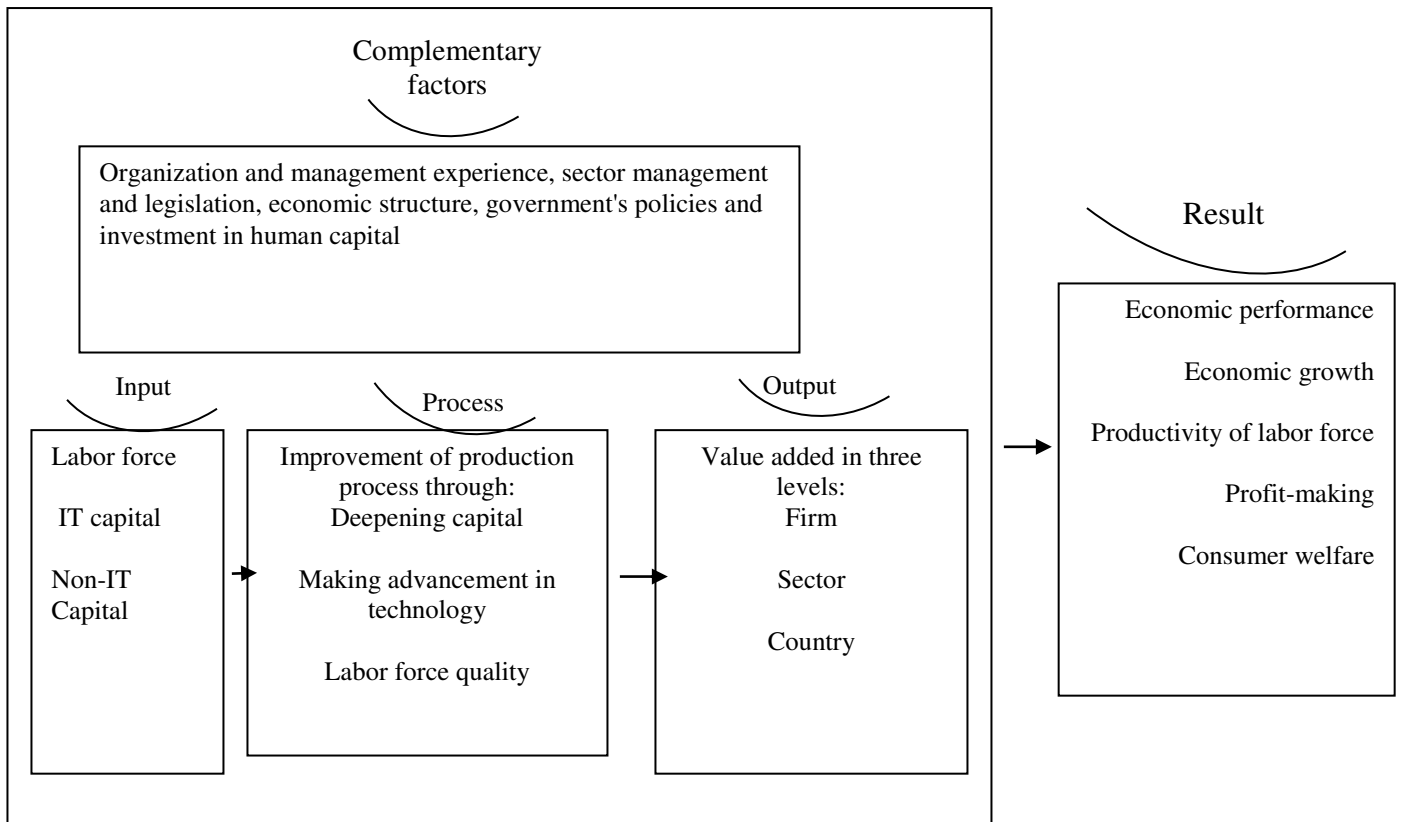 Complementary
factors
Organization and management experience, sector management
and legislation, economic structure, government's policies and
investment in human capital
Input
Labor force
IT capital
Non-IT
Capital
Process
Improvement of production
process through:
Deepening capital
Making advancement in
technology
Labor force quality
Output
Value added in three
levels:
Firm
Sector
Country
Result
Economic performance
Economic growth
Productivity of labor force
Profit-making
Consumer welfare